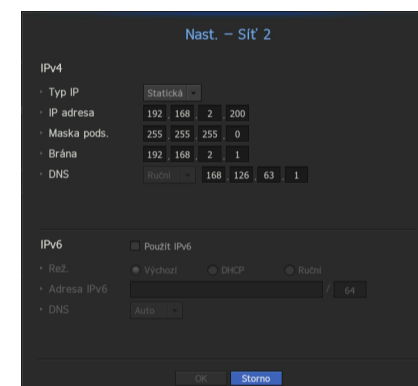 Nast. – Síť 2
IPv4
Typ IP Statická
IP adresa 192 . 168 . 2 . 200
Maska pods. 255 . 255 . 255 . 0
Brána 192 . 168 . 2 . 1
DNS Ruční 168 . 126 . 63 . 1
IPv6 Použít IPv6
Rež. Výchozí DHCP Ruční
Adresa IPv6 / 64
DNS Auto
OK Storno